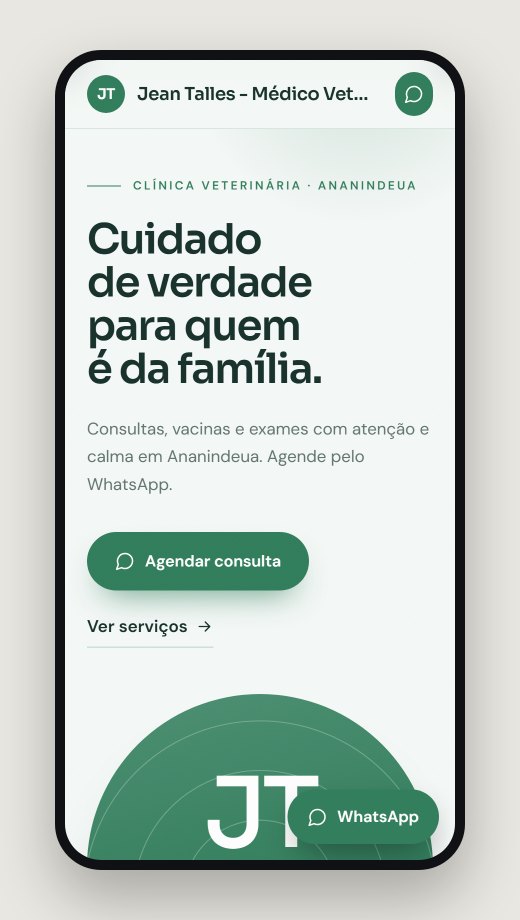 JT
Jean Talles - Médico Vet...
CLÍNICA VETERINÁRIA · ANANINDEUA
Cuidado
de verdade
para quem
é da família.
Consultas, vacinas e exames com atenção e
calma em Ananindeua. Agende pelo
WhatsApp.
Agendar consulta
Ver serviços →
JT
WhatsApp